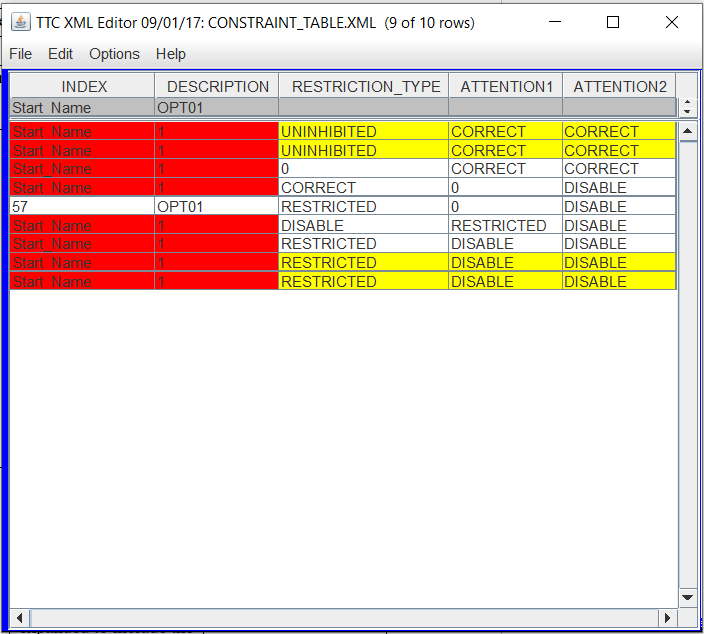 TTC XML Editor 09/01/17: CONSTRAINT_TABLE.XML (9 of 10 rows)
File Edit Options Help
INDEX DESCRIPTION RESTRICTION_TYPE ATTENTION1 ATTENTION2
Start_Name OPT01
Start_Name 1 UNINHIBITED CORRECT CORRECT
Start_Name 1 UNINHIBITED CORRECT CORRECT
Start_Name 1 0 CORRECT CORRECT
Start_Name 1 CORRECT 0 DISABLE
57 OPT01 RESTRICTED 0 DISABLE
Start_Name 1 DISABLE RESTRICTED DISABLE
Start_Name 1 RESTRICTED DISABLE DISABLE
Start_Name 1 RESTRICTED DISABLE DISABLE
Start_Name 1 RESTRICTED DISABLE DISABLE